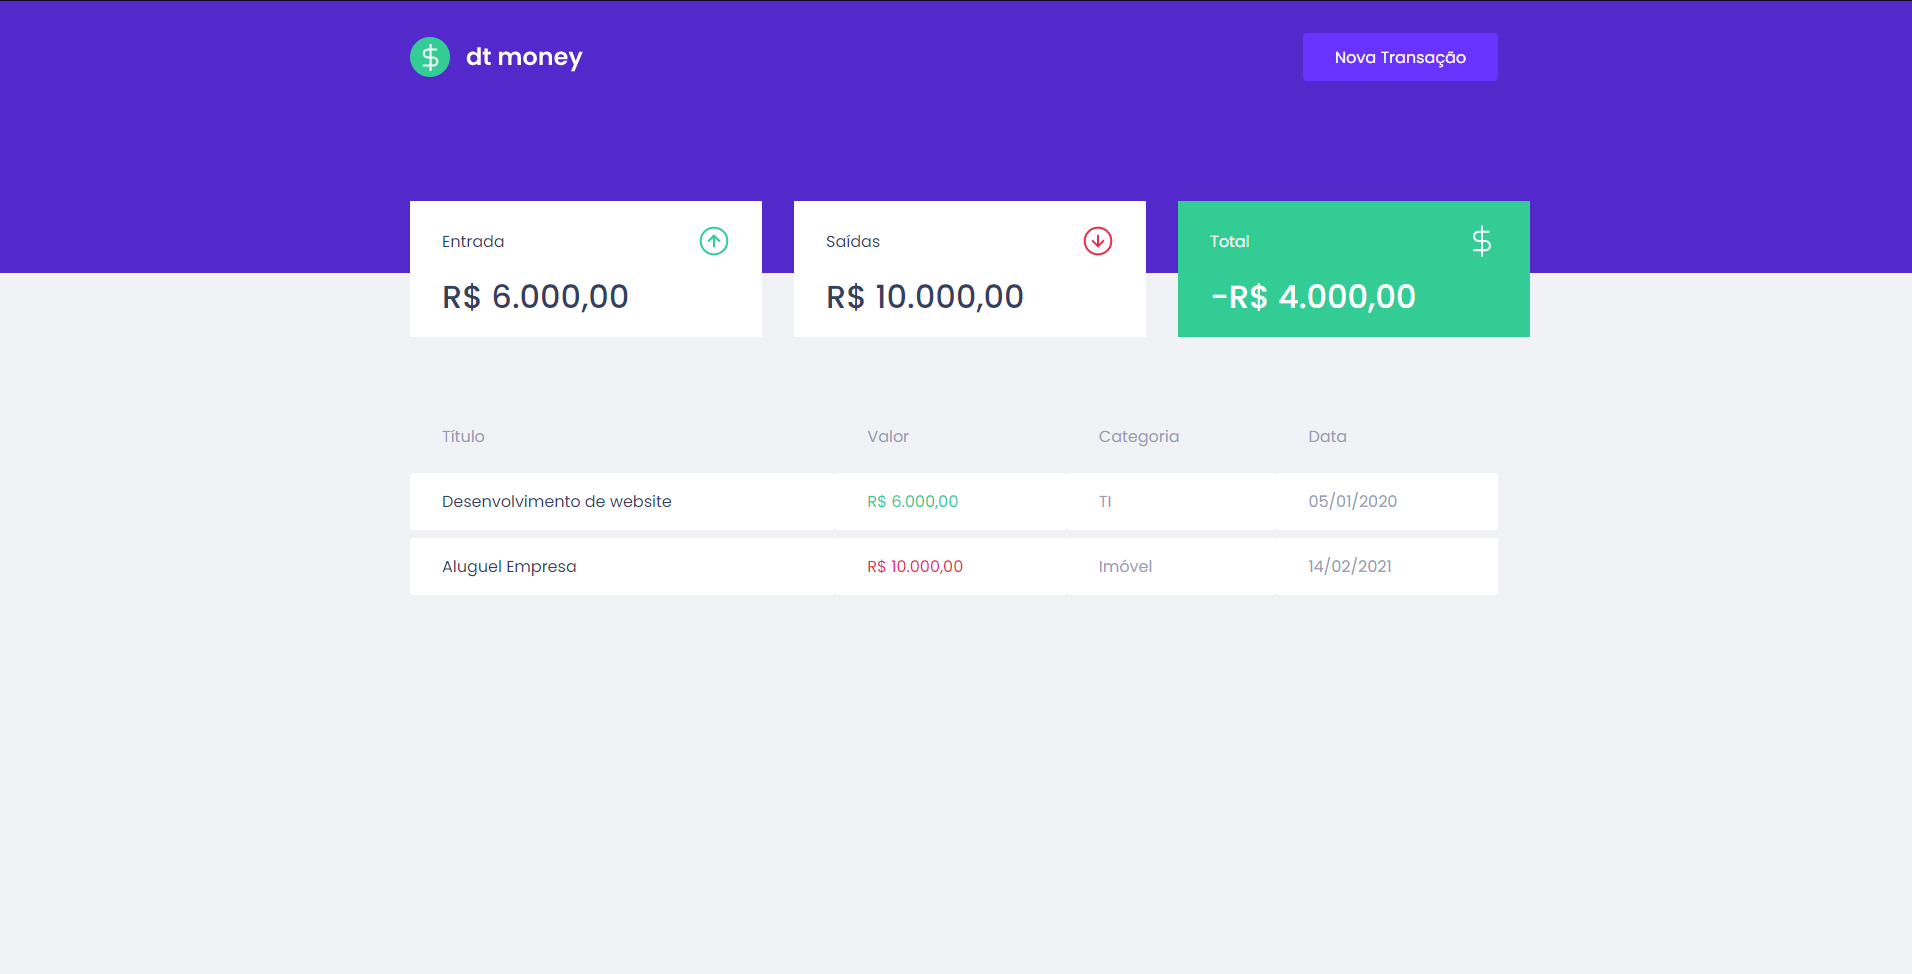 dt money
Nova Transação
Entrada
R$ 6.000,00
Saídas
R$ 10.000,00
Total
-R$ 4.000,00
Título Valor Categoria Data
Desenvolvimento de website R$ 6.000,00 TI 05/01/2020
Aluguel Empresa R$ 10.000,00 Imóvel 14/02/2021